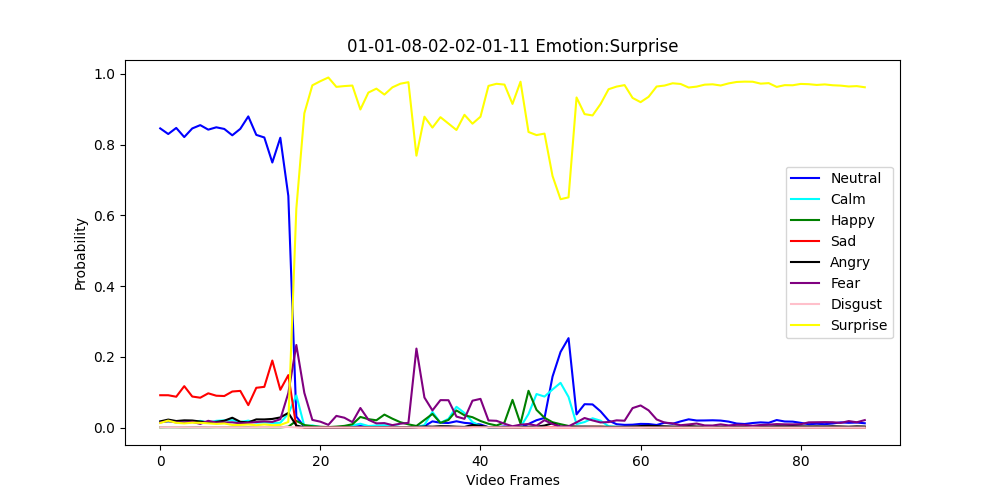 01-01-08-02-02-01-11 Emotion:Surprise
Probability
1.0
0.8
0.6
0.4
0.2
0.0
Neutral
Calm
Happy
Sad
Angry
Fear
Disgust
Surprise
0 20 40 60 80
Video Frames